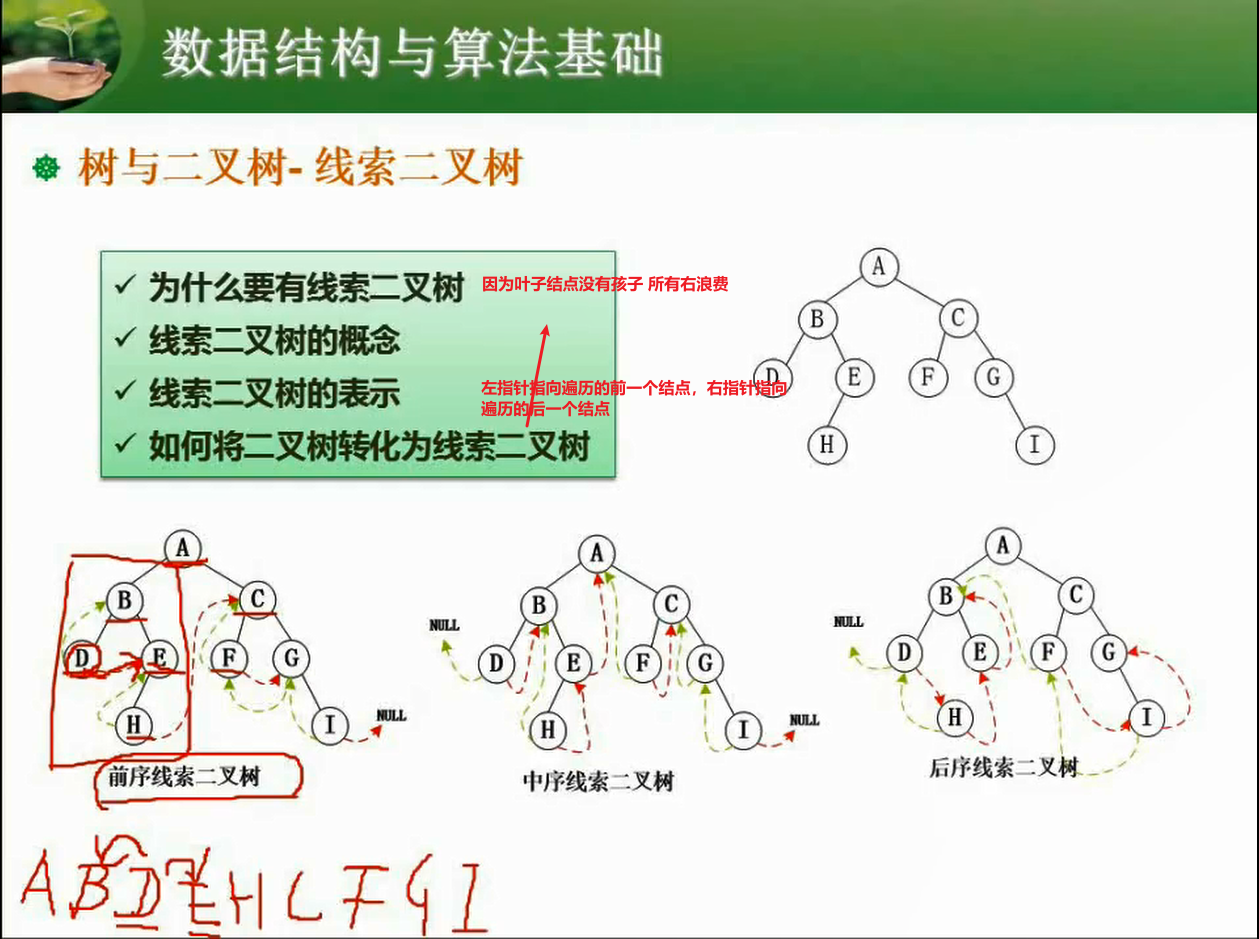 数据结构与算法基础
树与二叉树- 线索二叉树
为什么要有线索二叉树
因为叶子结点没有孩子 所有右浪费
线索二叉树的概念
线索二叉树的表示
左指针指向遍历的前一个结点，右指针指向
遍历的后一个结点
如何将二叉树转化为线索二叉树
A
B C
D E F G
H I
A
B C
D E F G
H I NULL
前序线索二叉树
A
B C
NULL
D E F G
H I NULL
中序线索二叉树
A
B C
NULL
D E F G
H I
后序线索二叉树
A B D E H C F G I